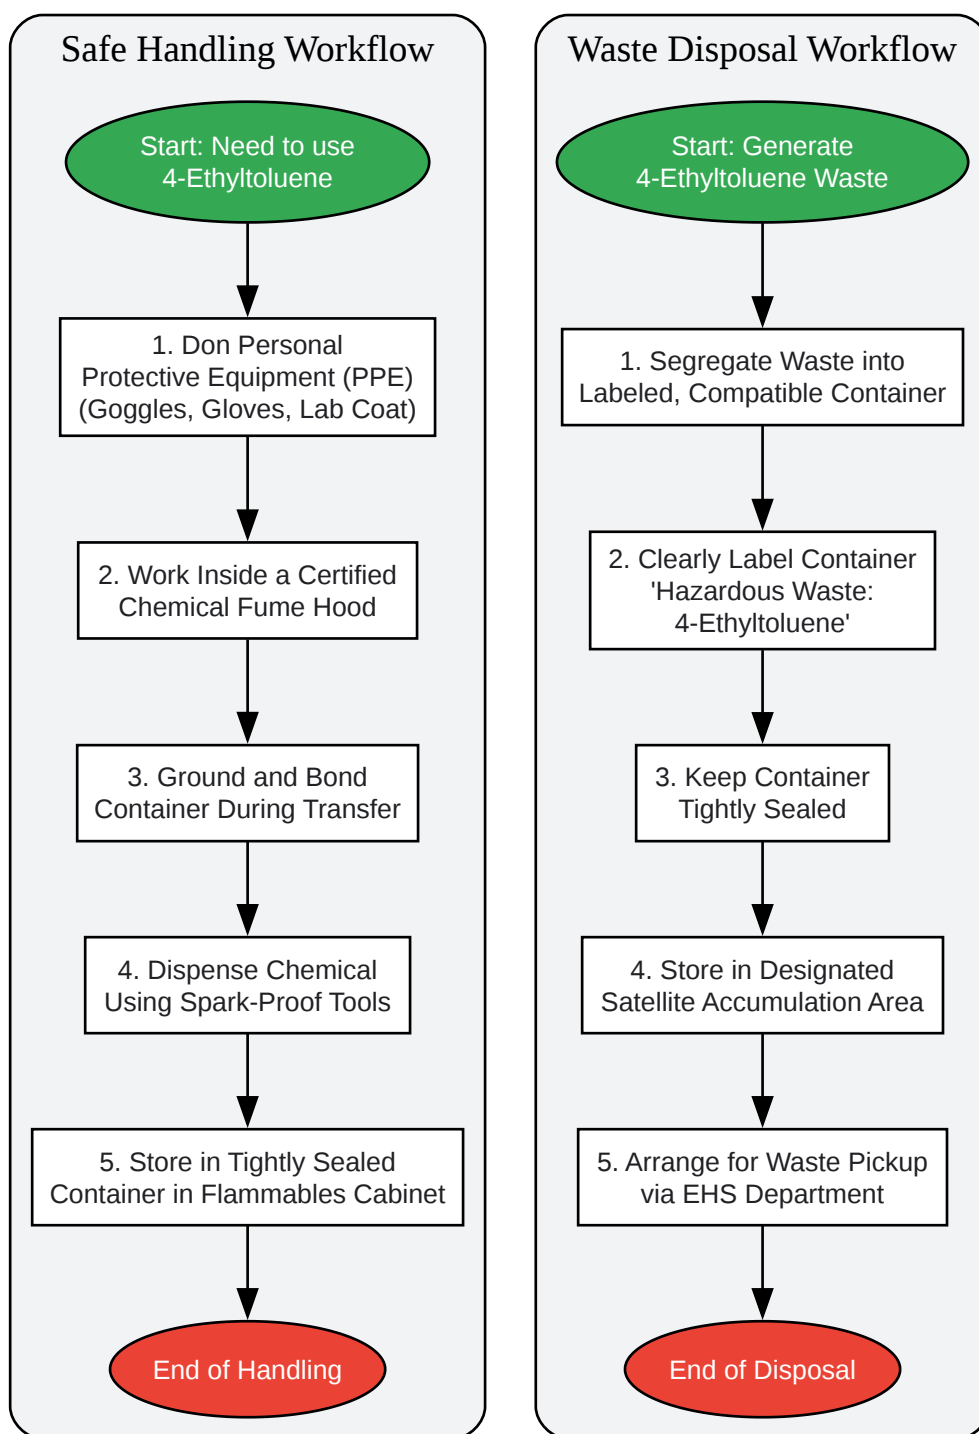 Safe Handling Workflow
Start: Need to use
4-Ethyltoluene
1. Don Personal
Protective Equipment (PPE)
(Goggles, Gloves, Lab Coat)
2. Work Inside a Certified
Chemical Fume Hood
3. Ground and Bond
Container During Transfer
4. Dispense Chemical
Using Spark-Proof Tools
5. Store in Tightly Sealed
Container in Flammables Cabinet
End of Handling
Waste Disposal Workflow
Start: Generate
4-Ethyltoluene Waste
1. Segregate Waste into
Labeled, Compatible Container
2. Clearly Label Container
'Hazardous Waste:
4-Ethyltoluene'
3. Keep Container
Tightly Sealed
4. Store in Designated
Satellite Accumulation Area
5. Arrange for Waste Pickup
via EHS Department
End of Disposal